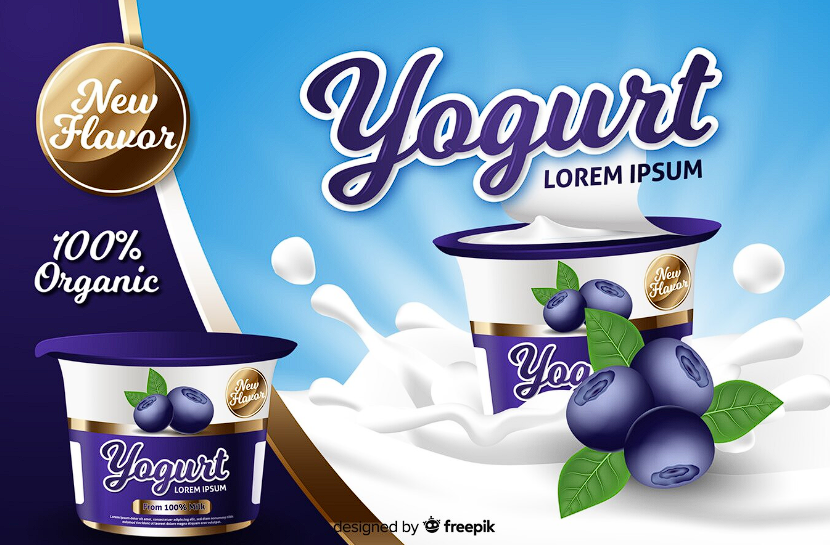 New
Flavor
100%
Organic
Yogurt
LOREM IPSUM
New
Flavor
Yog
New
Flavor
Yogurt
LOREM IPSUM
From 100% Milk
designed by freepik